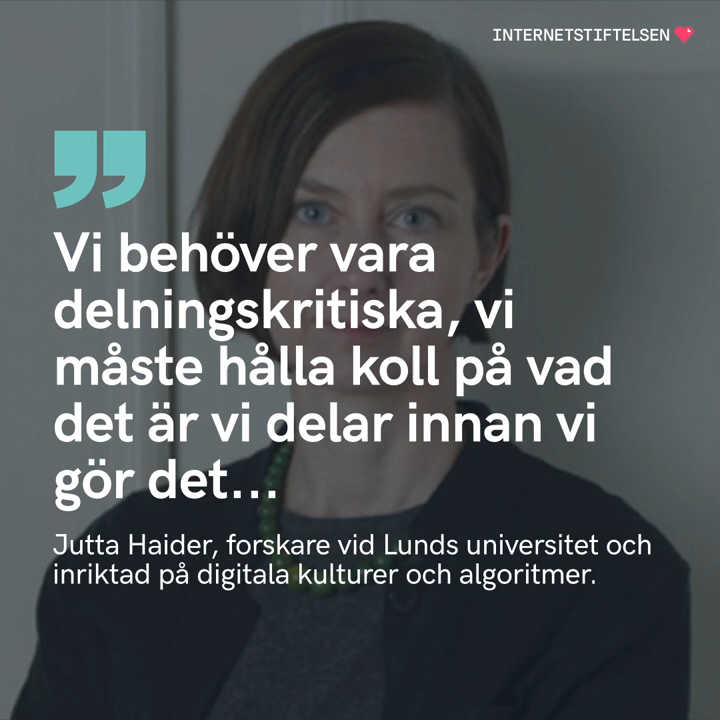 INTERNETSTIFTELSEN
Vi behöver vara
delningskritiska, vi
måste hålla koll på vad
det är vi delar innan vi
gör det...
Jutta Haider, forskare vid Lunds universitet och
inriktad på digitala kulturer och algoritmer.